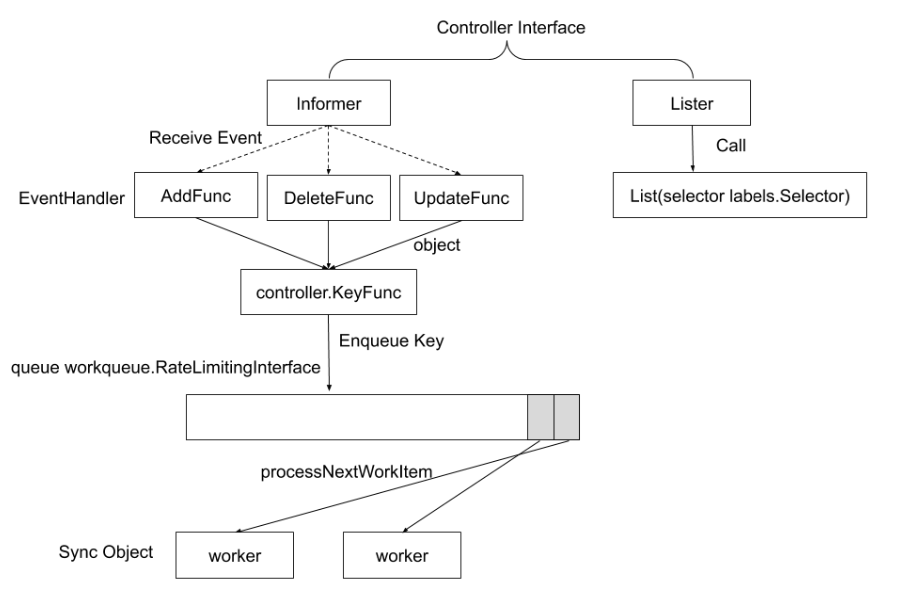 Controller Interface
Informer
Lister
Receive Event
Call
EventHandler
AddFunc
DeleteFunc
UpdateFunc
List(selector labels.Selector)
object
controller.KeyFunc
Enqueue Key
queue workqueue.RateLimitingInterface
processNextWorkItem
Sync Object
worker
worker